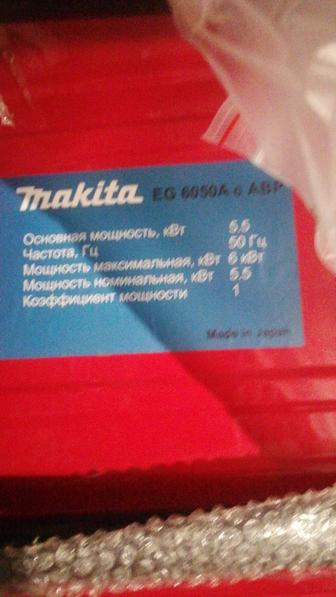 makita EG 6050A с АВР
Основная мощность, кВт 5,5
Частота, Гц 50 Гц
Мощность максимальная, кВт 6 кВт
Мощность номинальная, кВт 5.5
Коэффициент мощности 1
Made in Japan